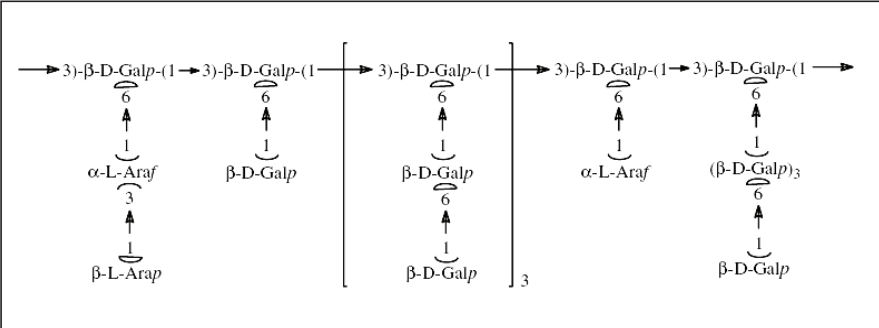 3)-β-D-Galp-(1 3)-β-D-Galp-(1 3)-β-D-Galp-(1 3)-β-D-Galp-(1 3)-β-D-Galp-(1
6 6 6 6 6
1 1 1 1 1
α-L-Araf β-D-Galp β-D-Galp α-L-Araf (β-D-Galp)3
3 6 6
1 1 1
β-L-Arap β-D-Galp β-D-Galp
3